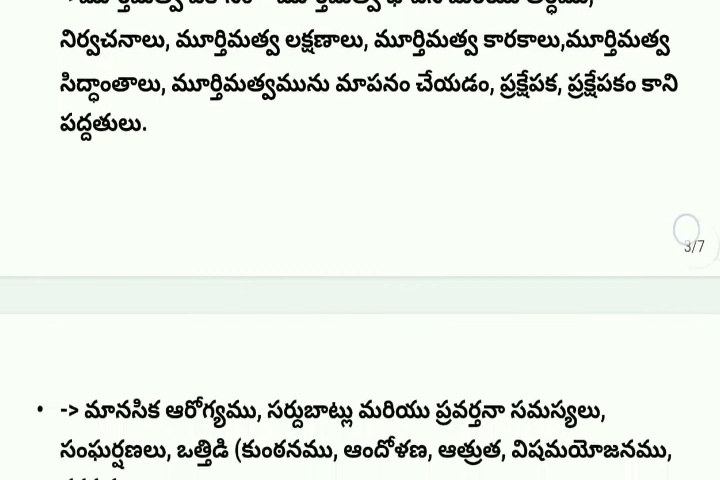 నిర్వచనాలు, మూర్తిమత్వ లక్షణాలు, మూర్తిమత్వ కారకాలు,మూర్తిమత్వ
సిద్ధాంతాలు, మూర్తిమత్వమును మాపనం చేయడం, ప్రక్షేపక, ప్రక్షేపకం కాని
పద్దతులు.
3/7
• -> మానసిక ఆరోగ్యము, సర్దుబాట్లు మరియు ప్రవర్తనా సమస్యలు,
సంఘర్షణలు, ఒత్తిడి (కుంఠనము, ఆందోళణ, ఆత్రుత, విషమయోజనము,